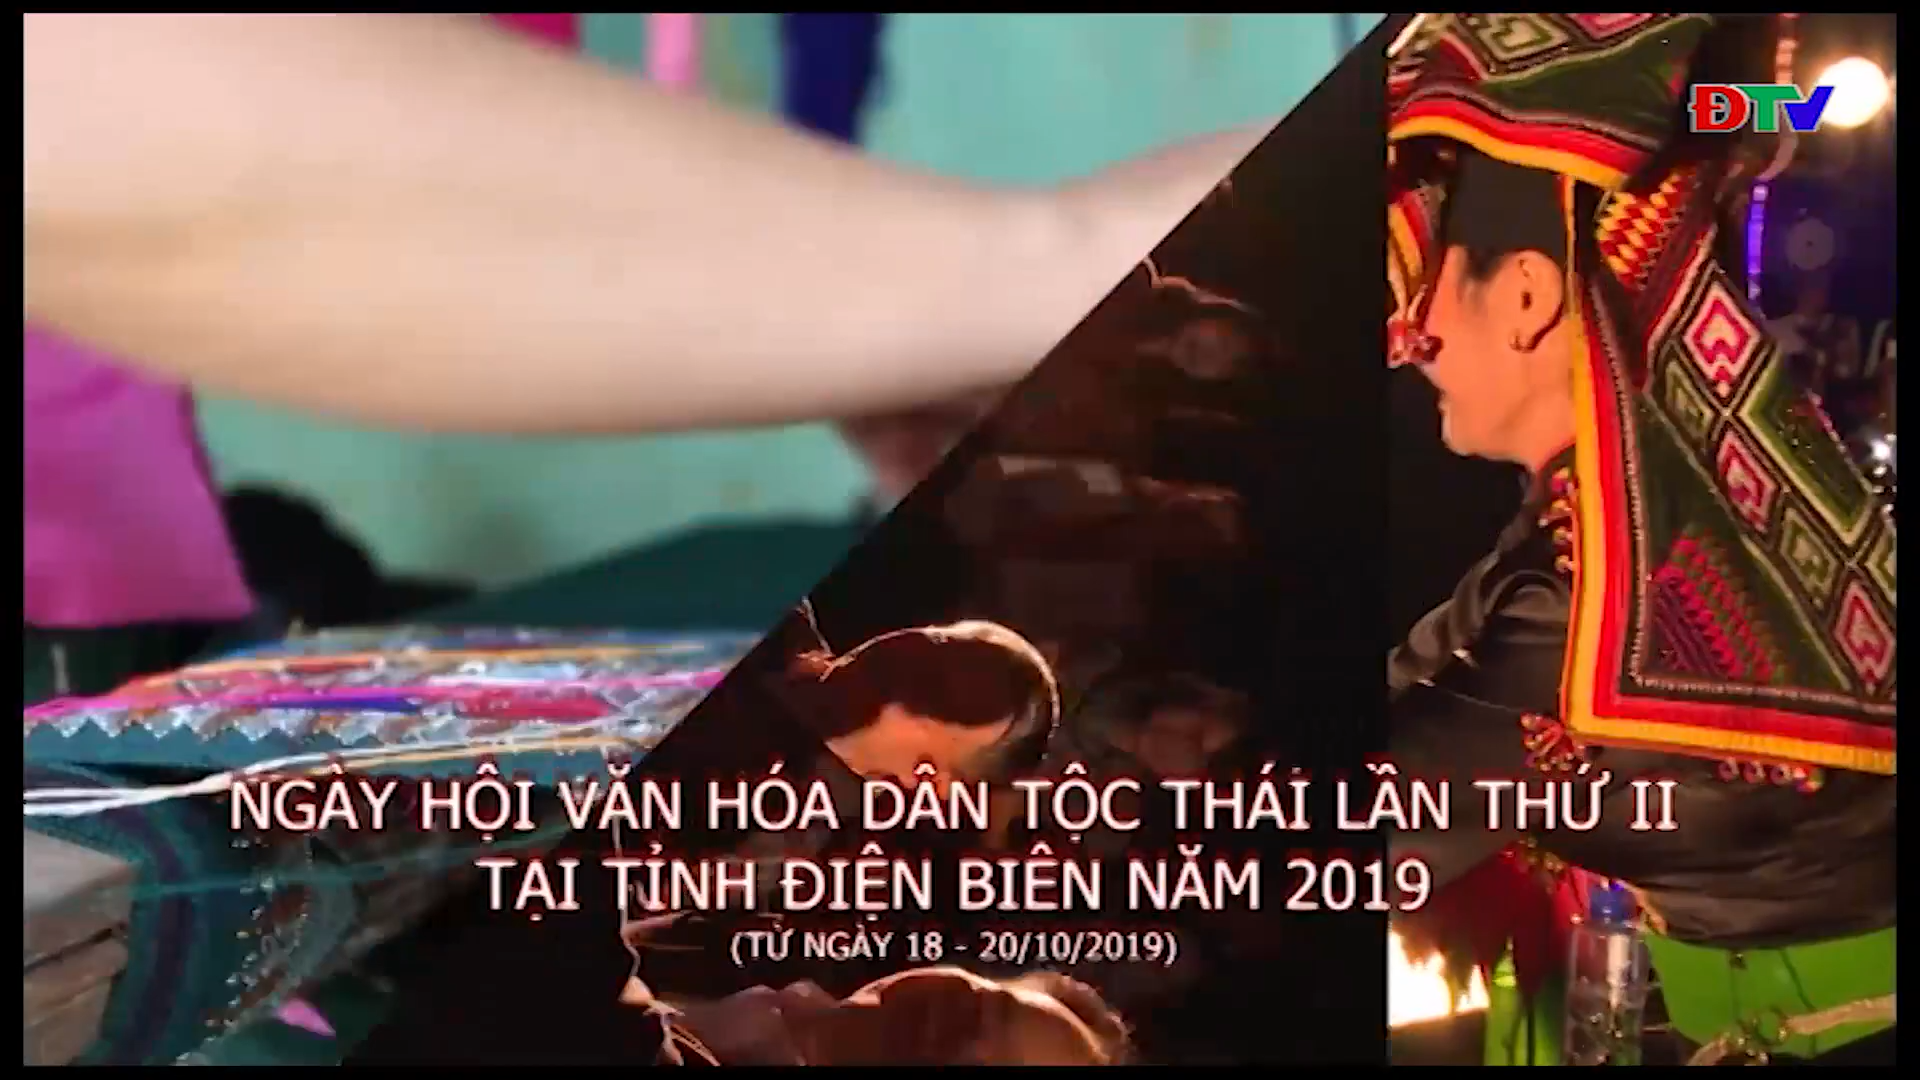 ĐTV
NGÀY HỘI VĂN HÓA DÂN TỘC THÁI LẦN THỨ II
TẠI TỈNH ĐIỆN BIÊN NĂM 2019
(TỪ NGÀY 18 - 20/10/2019)